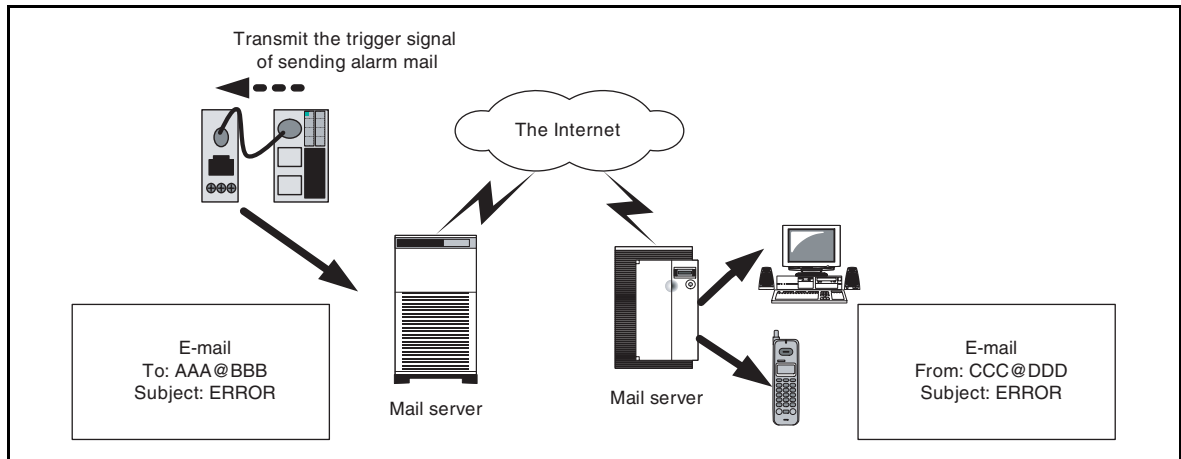 Transmit the trigger signal
of sending alarm mail
The Internet
E-mail
To: AAA@BBB
Subject: ERROR
Mail server
Mail server
E-mail
From: CCC@DDD
Subject: ERROR